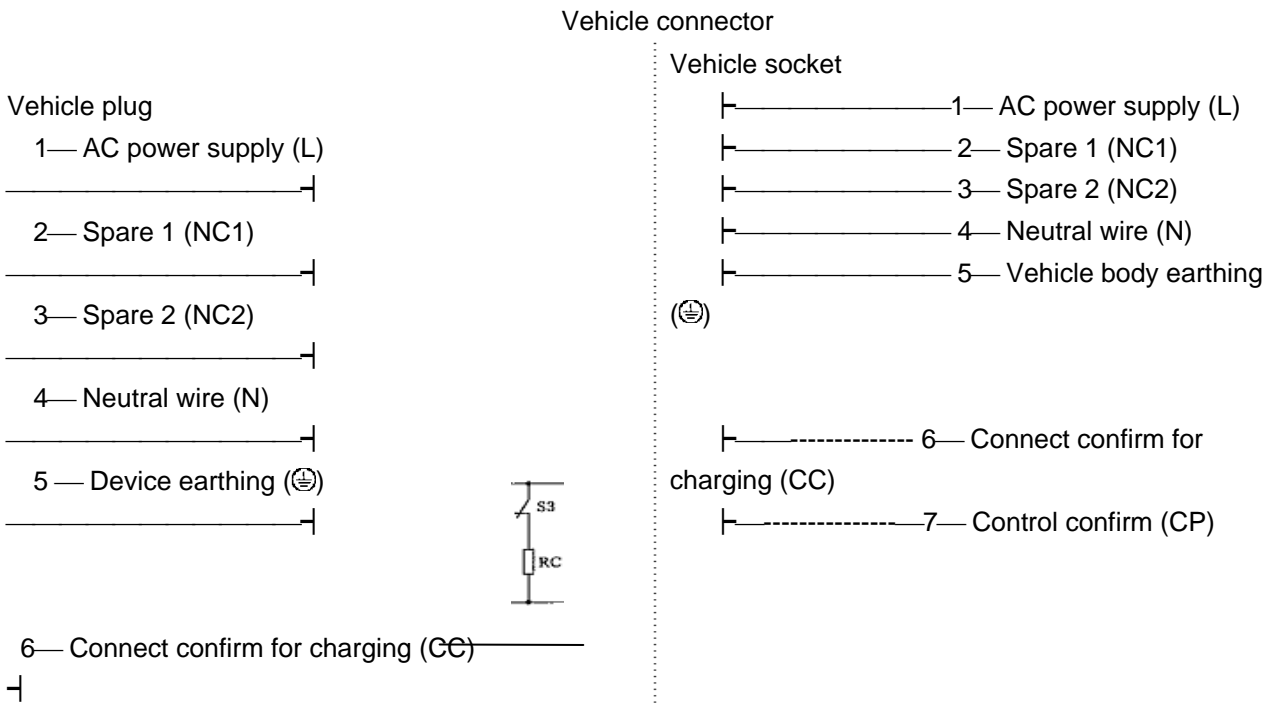 Vehicle connector
Vehicle plug
1— AC power supply (L)
2— Spare 1 (NC1)
3— Spare 2 (NC2)
4— Neutral wire (N)
5 — Device earthing (⏚)
S3
RC
6— Connect confirm for charging (CC)
Vehicle socket
1— AC power supply (L)
2— Spare 1 (NC1)
3— Spare 2 (NC2)
4— Neutral wire (N)
5— Vehicle body earthing
(⏚)
6— Connect confirm for
charging (CC)
7— Control confirm (CP)